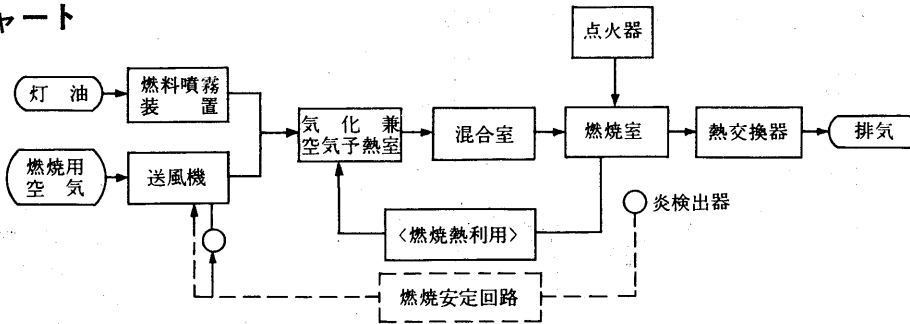 ャート
点火器
灯油
燃料噴霧
装置
気化兼
空気予熱室
混合室
燃焼室
熱交換器
排気
燃焼用
空気
送風機
炎検出器
〈燃焼熱利用〉
燃焼安定回路